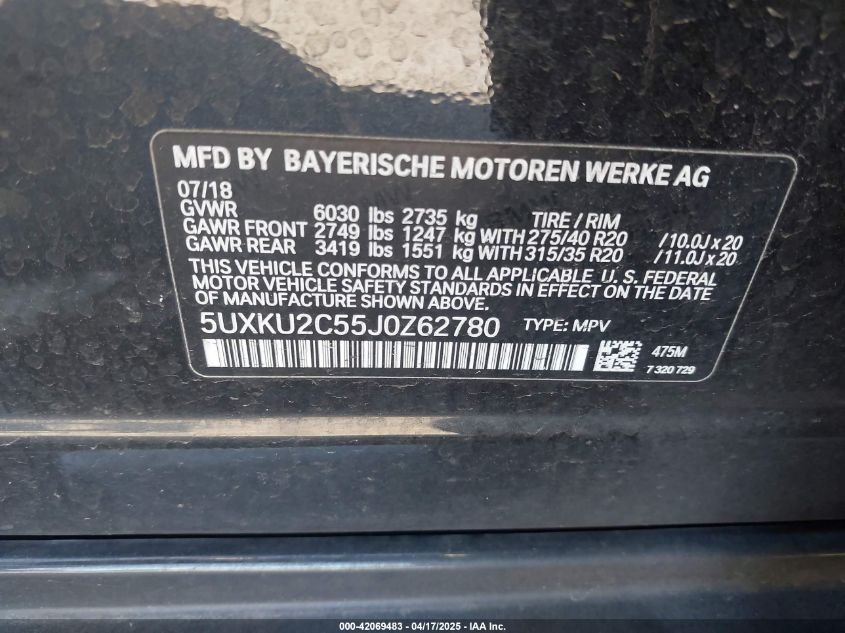 MFD BY BAYERISCHE MOTOREN WERKE AG
07/18
GVWR 6030 lbs 2735 kg TIRE / RIM
GAWR FRONT 2749 lbs 1247 kg WITH 275/40 R20 / 10.0J x 20
GAWR REAR 3419 lbs 1551 kg WITH 315/35 R20 / 11.0J x 20
THIS VEHICLE CONFORMS TO ALL APPLICABLE U.S. FEDERAL
MOTOR VEHICLE SAFETY STANDARDS IN EFFECT ON THE DATE
OF MANUFACTURE SHOWN ABOVE.
5UXKU2C55J0Z62780 TYPE: MPV
475M
7 320 729
000-42069483 - 04/17/2025 - IAA Inc.